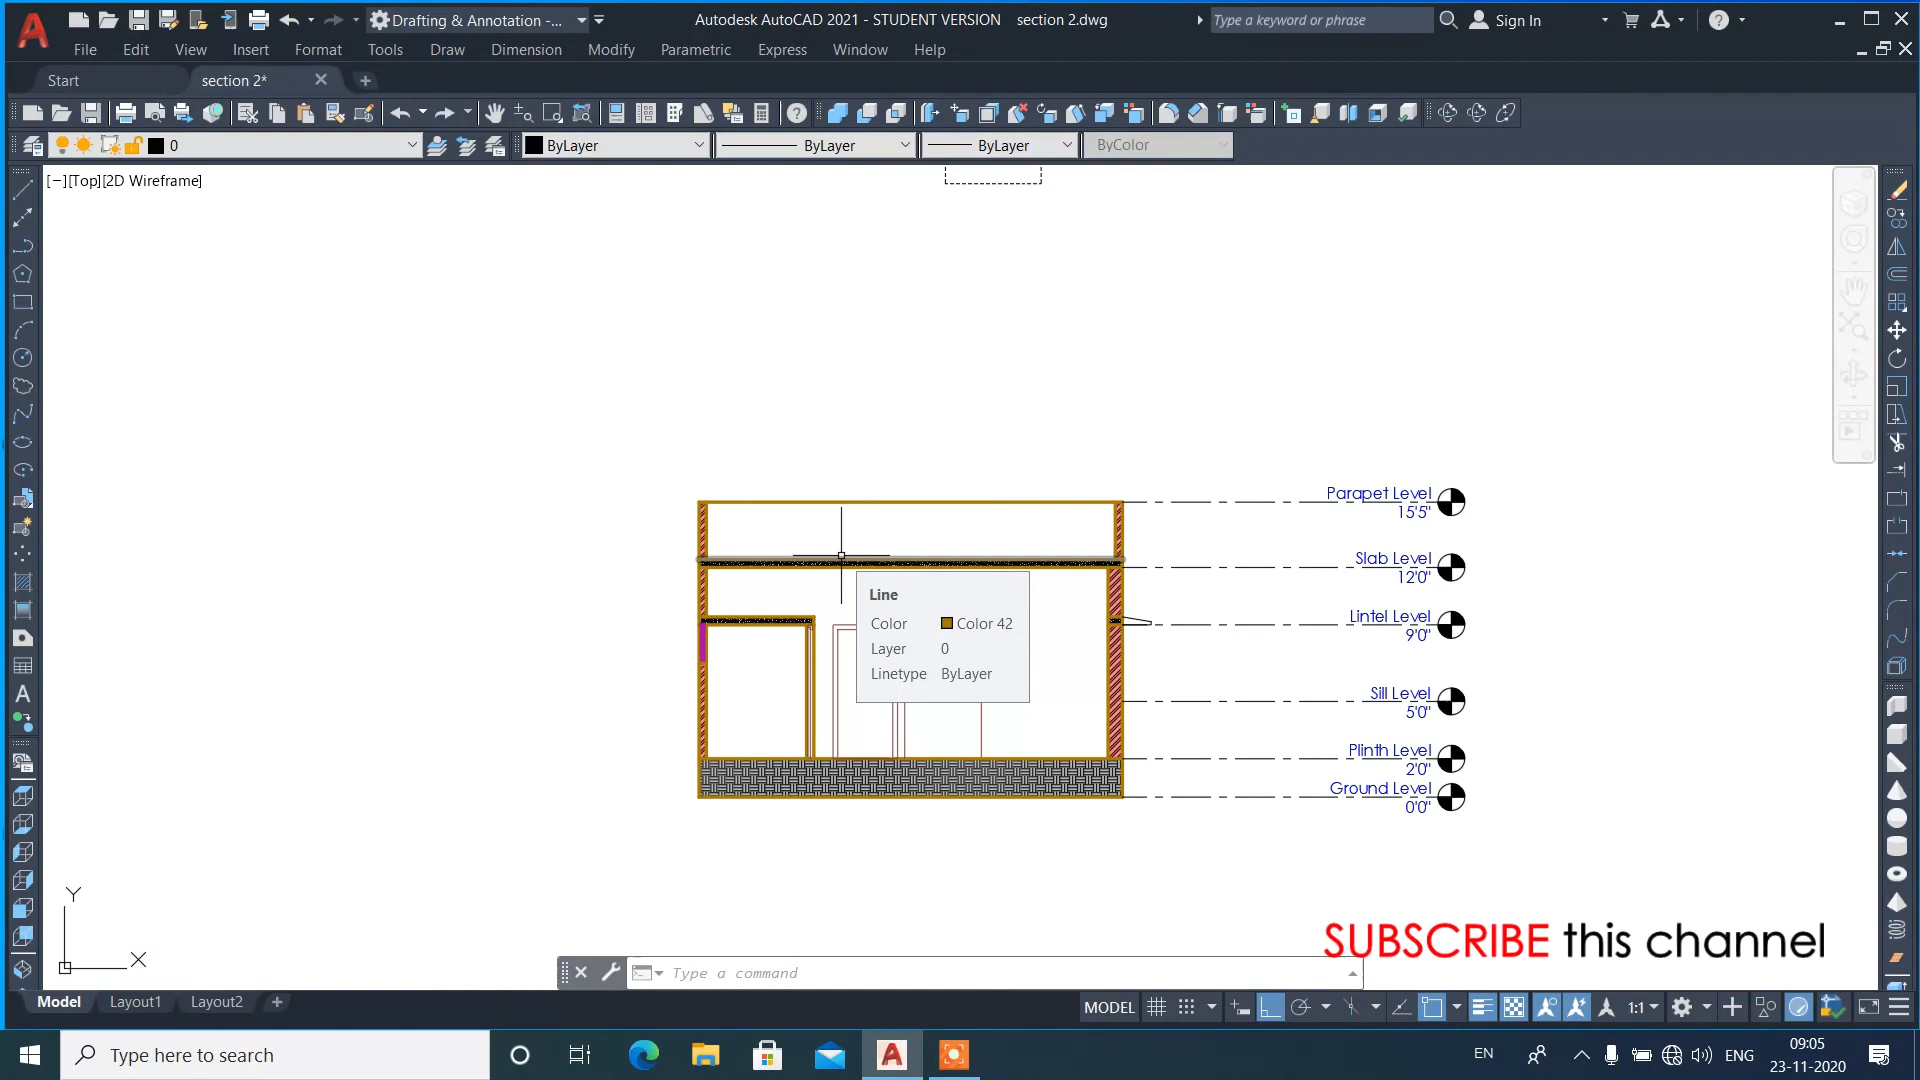 Drafting & Annotation -...
Autodesk AutoCAD 2021 - STUDENT VERSION section 2.dwg
Type a keyword or phrase
Sign In
File Edit View Insert Format Tools Draw Dimension Modify Parametric Express Window Help
Start
section 2*
0
ByLayer
ByLayer
ByLayer
ByColor
[−][Top][2D Wireframe]
Parapet Level
15'5"
Slab Level
12'0"
Lintel Level
9'0"
Sill Level
5'0"
Plinth Level
2'0"
Ground Level
0'0"
Line
Color Color 42
Layer 0
Linetype ByLayer
Y
X
SUBSCRIBE this channel
Type a command
Model Layout1 Layout2
MODEL
1:1
Type here to search
EN
ENG
09:05
23-11-2020